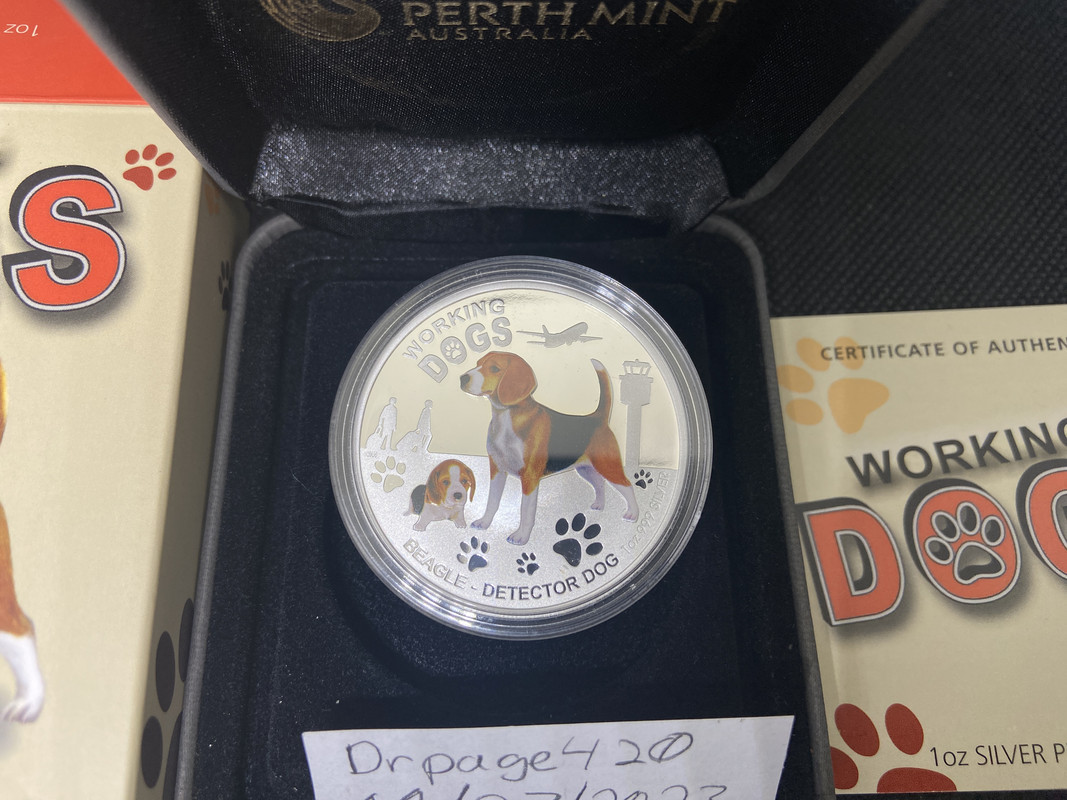 PERTH MINT
AUSTRALIA
1oz
S
WORKING
DOGS
1oz 999 SILVER
BEAGLE - DETECTOR DOG
CERTIFICATE OF AUTHEN
WORKING
DOG
1oz SILVER P
Drpage420